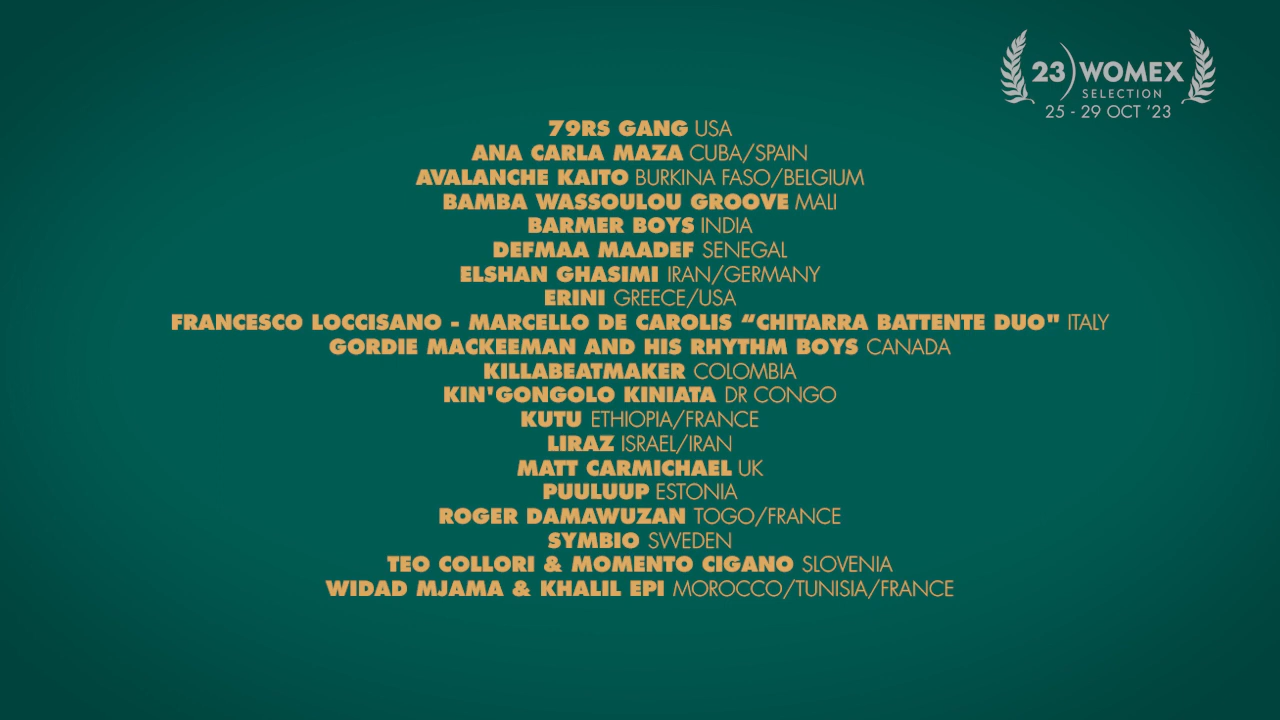 23 WOMEX
SELECTION
25 - 29 OCT '23
79RS GANG USA
ANA CARLA MAZA CUBA/SPAIN
AVALANCHE KAITO BURKINA FASO/BELGIUM
BAMBA WASSOULOU GROOVE MALI
BARMER BOYS INDIA
DEFMAA MAADEF SENEGAL
ELSHAN GHASIMI IRAN/GERMANY
ERINI GREECE/USA
FRANCESCO LOCCISANO - MARCELLO DE CAROLIS “CHITARRA BATTENTE DUO" ITALY
GORDIE MACKEEMAN AND HIS RHYTHM BOYS CANADA
KILLABEATMAKER COLOMBIA
KIN'GONGOLO KINIATA DR CONGO
KUTU ETHIOPIA/FRANCE
LIRAZ ISRAEL/IRAN
MATT CARMICHAEL UK
PUULUUP ESTONIA
ROGER DAMAWUZAN TOGO/FRANCE
SYMBIO SWEDEN
TEO COLLORI & MOMENTO CIGANO SLOVENIA
WIDAD MJAMA & KHALIL EPI MOROCCO/TUNISIA/FRANCE